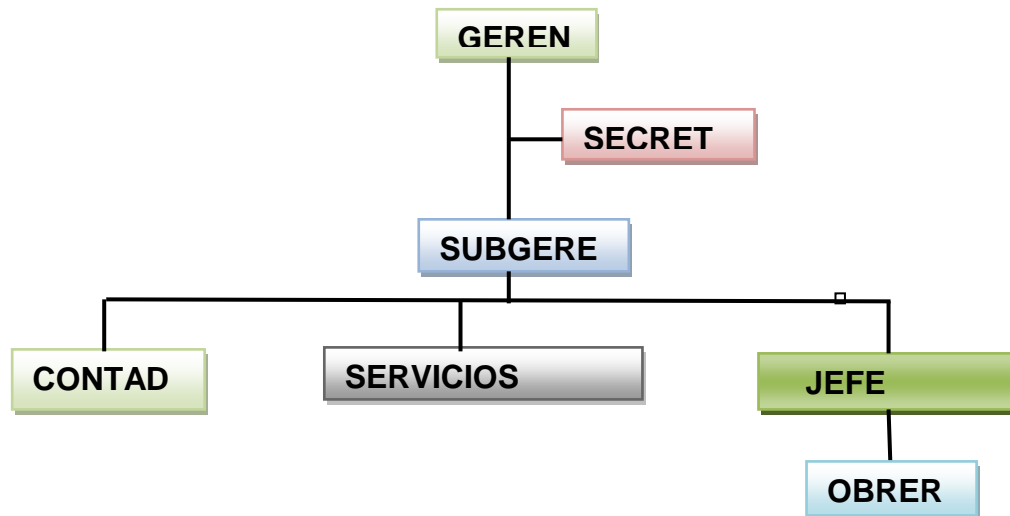 GEREN
SECRET
SUBGERE
CONTAD
SERVICIOS
JEFE
OBRER